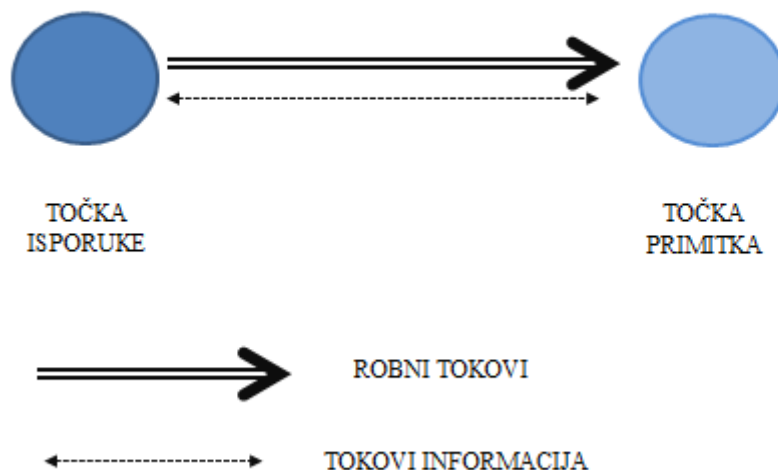 TOČKA
ISPORUKE
TOČKA
PRIMITKA
ROBNI TOKOVI
TOKOVI INFORMACIJA